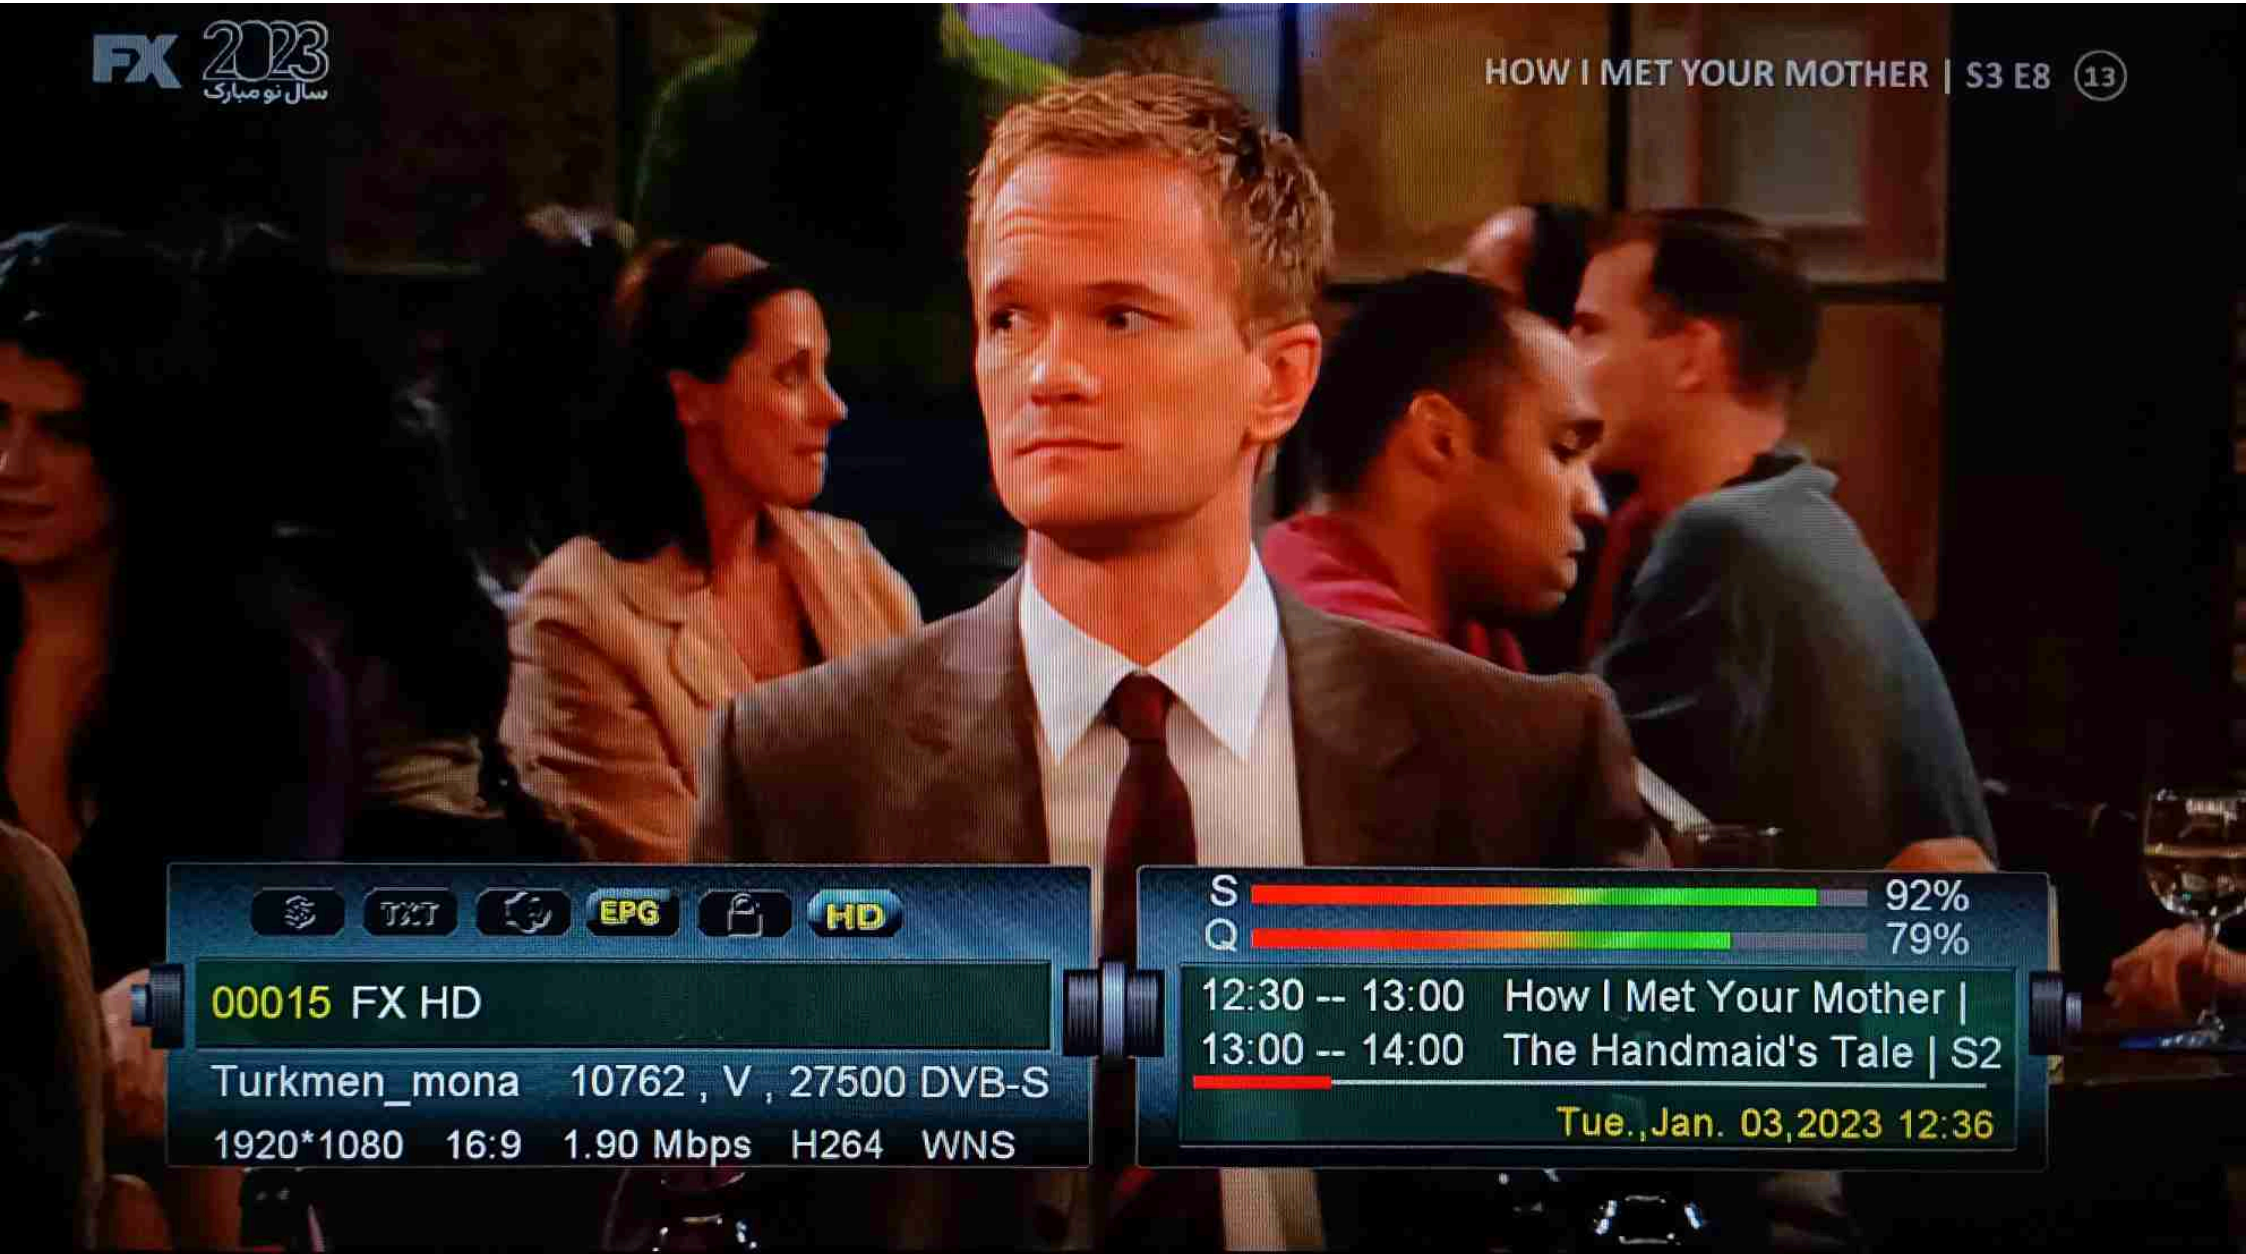 FX 2023
سال نو مبارک
HOW I MET YOUR MOTHER | S3 E8 13
$ TXT EPG HD
00015 FX HD
Turkmen_mona 10762 , V , 27500 DVB-S
1920*1080 16:9 1.90 Mbps H264 WNS
S 92%
Q 79%
12:30 -- 13:00 How I Met Your Mother |
13:00 -- 14:00 The Handmaid's Tale | S2
Tue.,Jan. 03,2023 12:36